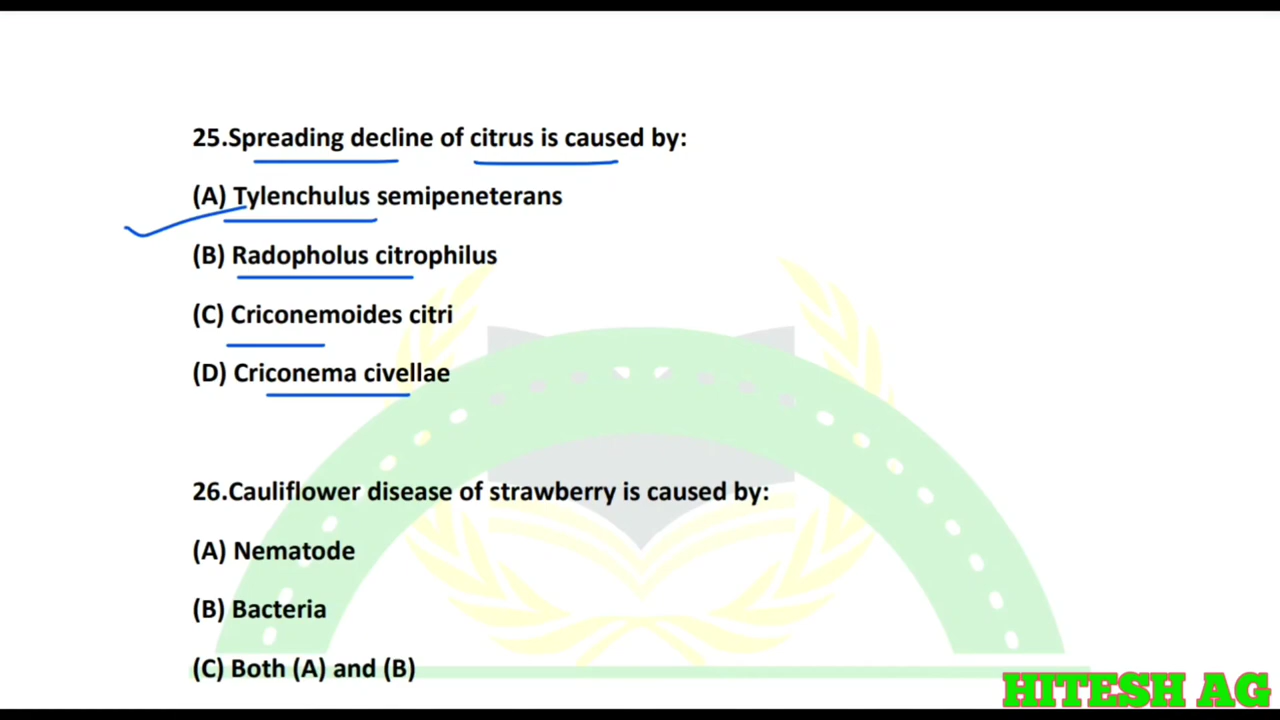 25.Spreading decline of citrus is caused by:
(A) Tylenchulus semipeneterans
(B) Radopholus citrophilus
(C) Criconemoides citri
(D) Criconema civellae
26.Cauliflower disease of strawberry is caused by:
(A) Nematode
(B) Bacteria
(C) Both (A) and (B)
HITESH AG